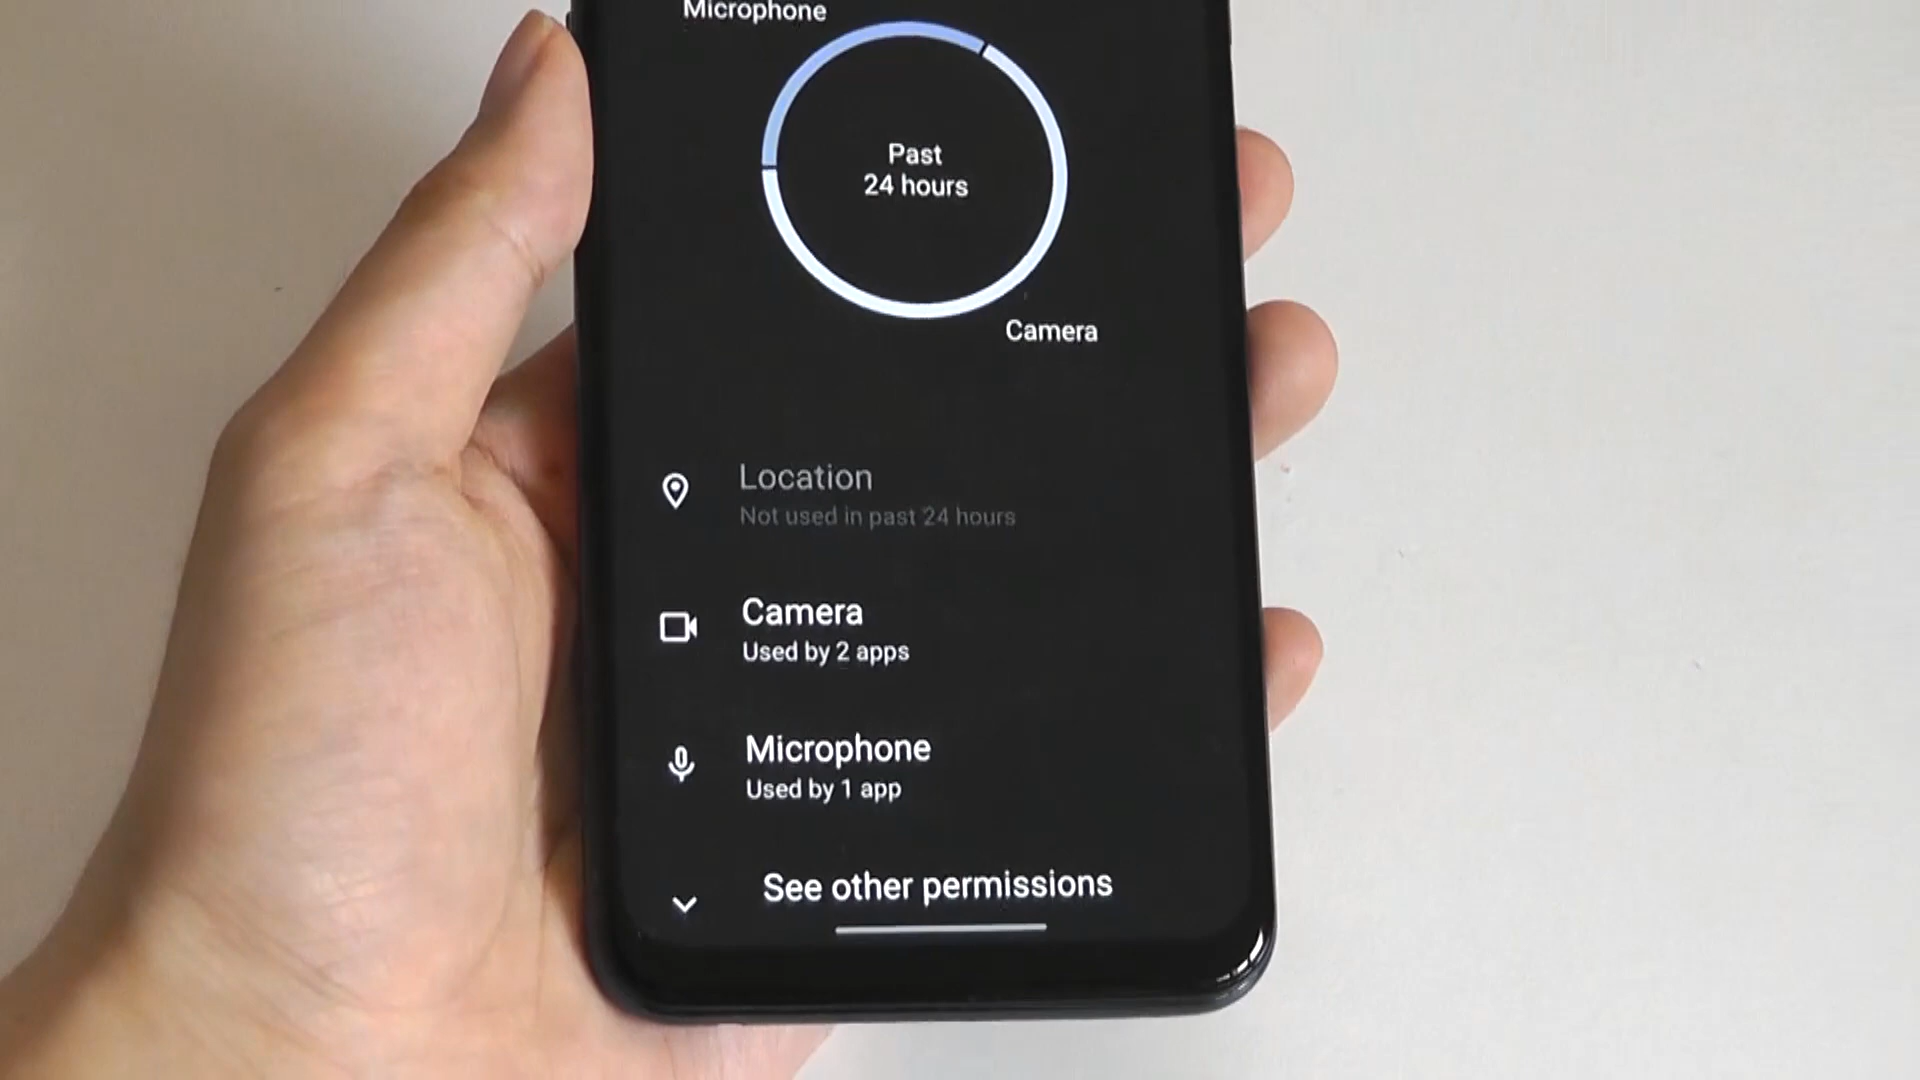 Microphone
Past
24 hours
Camera
Location
Not used in past 24 hours
Camera
Used by 2 apps
Microphone
Used by 1 app
See other permissions